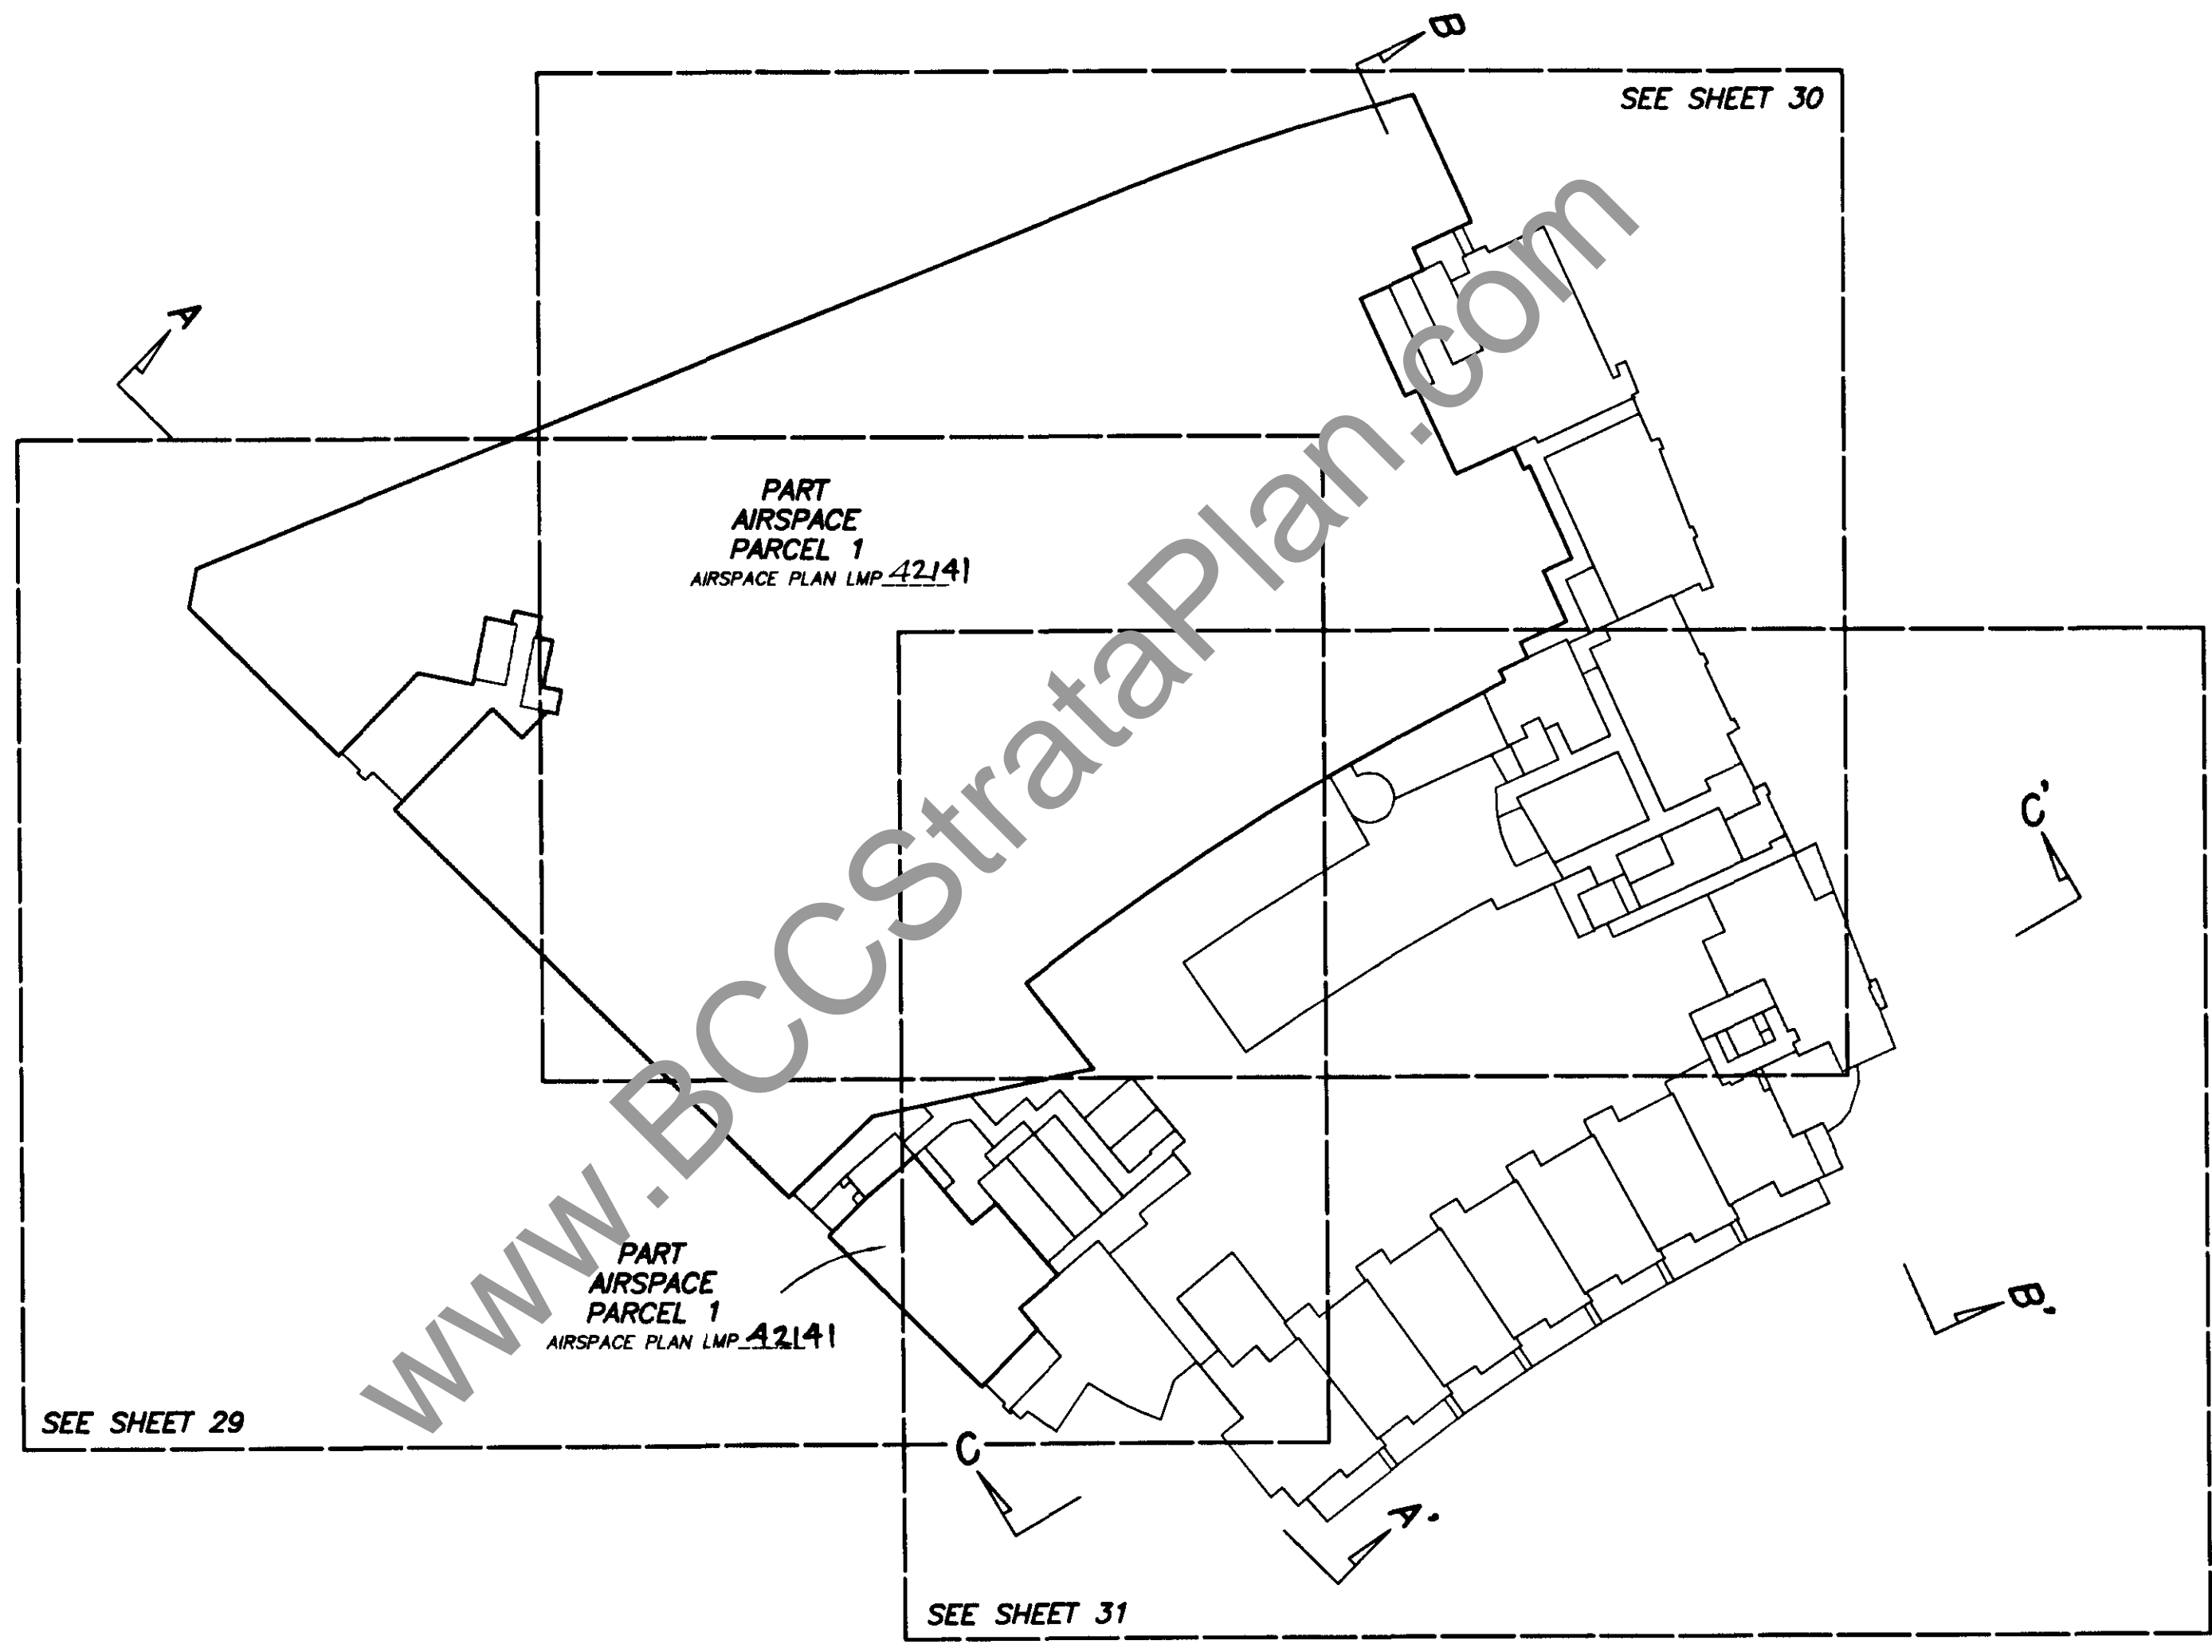 B
SEE SHEET 30
A
PART
AIRSPACE
PARCEL 1
AIRSPACE PLAN LMP 42141
C'
www.BCCStrataPlan.com
PART
AIRSPACE
PARCEL 1
AIRSPACE PLAN LMP 42141
B'
SEE SHEET 29
C
A'
SEE SHEET 31